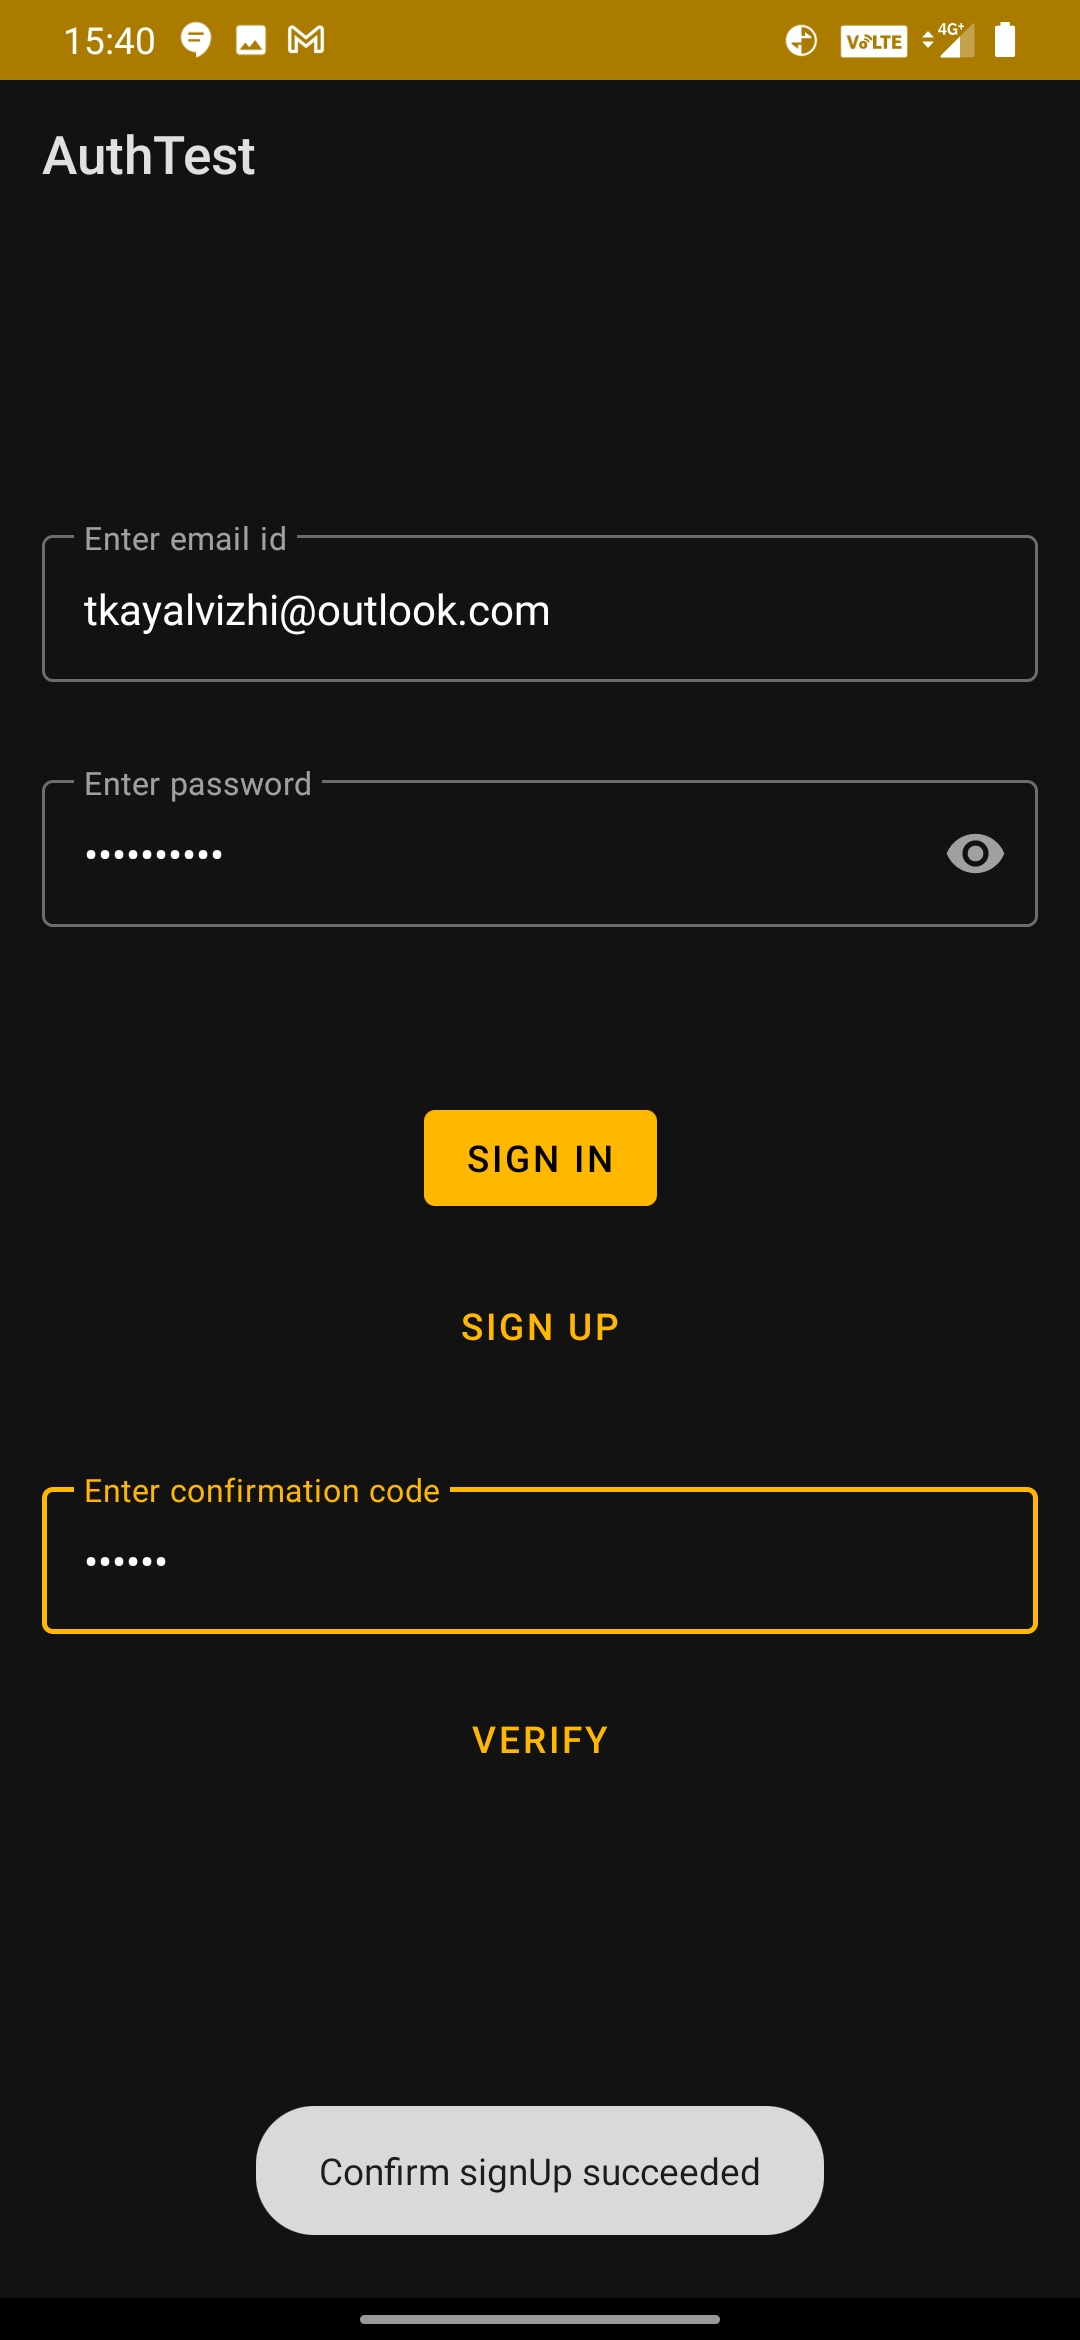 15:40
VoLTE
4G+
AuthTest
Enter email id
tkayalvizhi@outlook.com
Enter password
••••••••••
SIGN IN
SIGN UP
Enter confirmation code
••••••
VERIFY
Confirm signUp succeeded